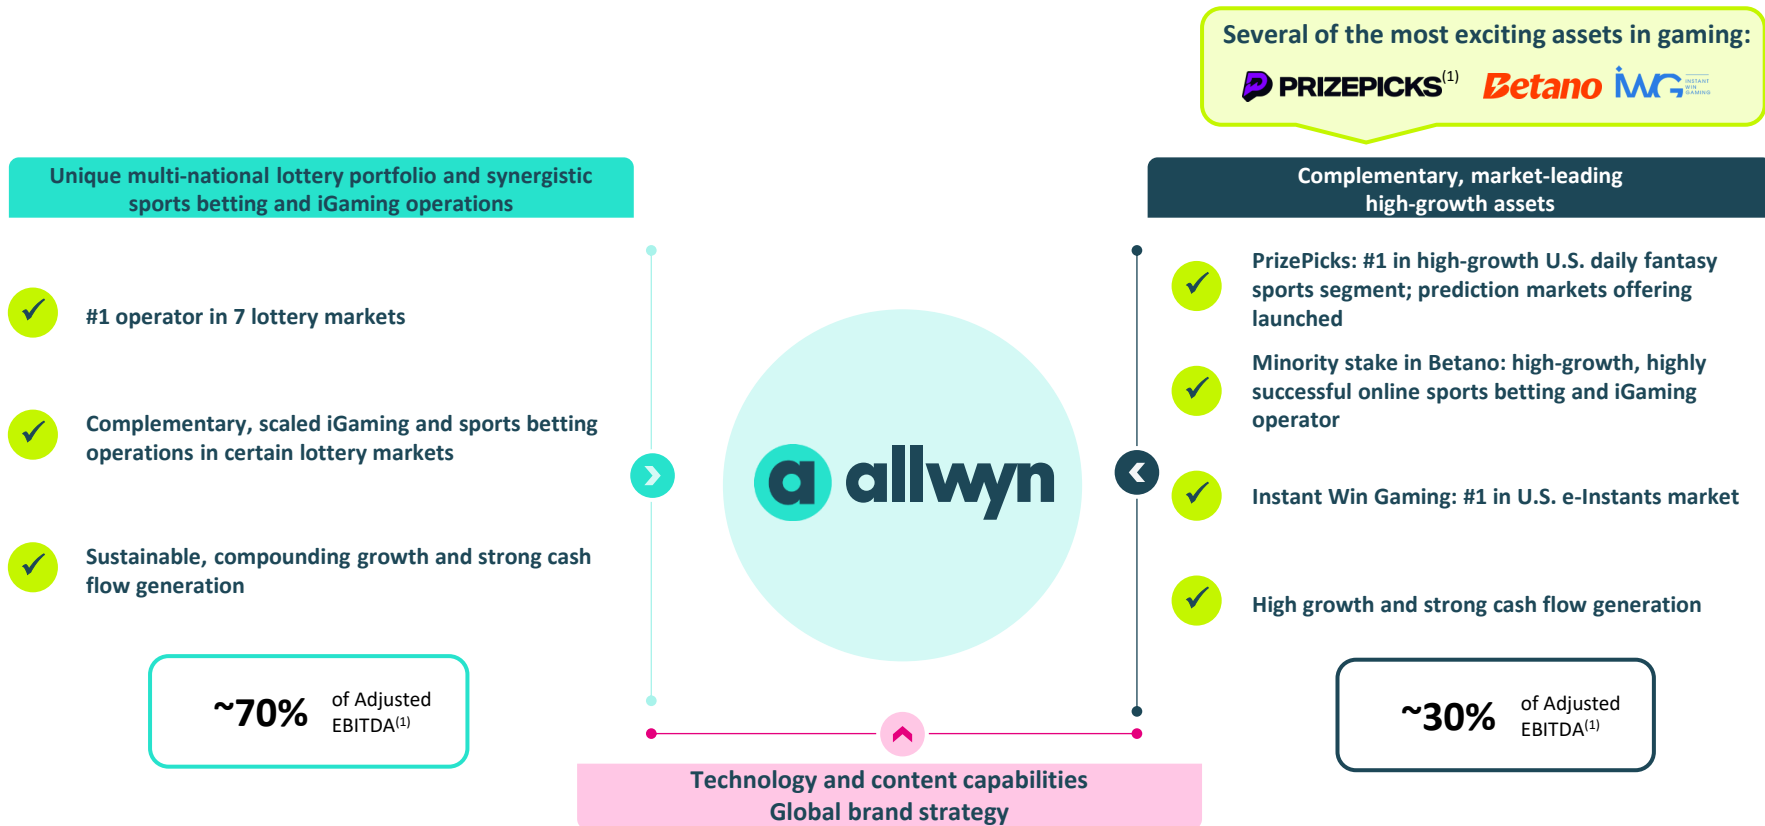 Several of the most exciting assets in gaming:
PRIZEPICKS(1)
Betano
iWG INSTANT
WIN
GAMING
Unique multi-national lottery portfolio and synergistic
sports betting and iGaming operations
#1 operator in 7 lottery markets
Complementary, scaled iGaming and sports betting
operations in certain lottery markets
Sustainable, compounding growth and strong cash
flow generation
~70%
of Adjusted
EBITDA(1)
a allwyn
Technology and content capabilities
Global brand strategy
Complementary, market-leading
high-growth assets
PrizePicks: #1 in high-growth U.S. daily fantasy
sports segment; prediction markets offering
launched
Minority stake in Betano: high-growth, highly
successful online sports betting and iGaming
operator
Instant Win Gaming: #1 in U.S. e-Instants market
High growth and strong cash flow generation
~30%
of Adjusted
EBITDA(1)